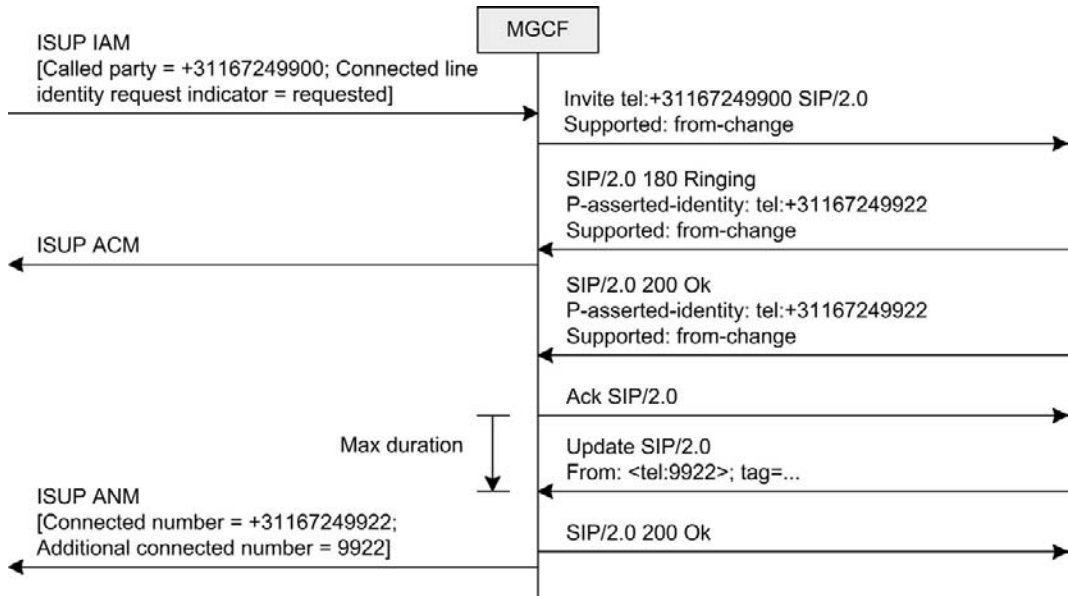 MGCF
ISUP IAM
[Called party = +31167249900; Connected line
identity request indicator = requested]
Invite tel:+31167249900 SIP/2.0
Supported: from-change
SIP/2.0 180 Ringing
P-asserted-identity: tel:+31167249922
Supported: from-change
ISUP ACM
SIP/2.0 200 Ok
P-asserted-identity: tel:+31167249922
Supported: from-change
Ack SIP/2.0
Max duration
Update SIP/2.0
From: <tel:9922>; tag=...
ISUP ANM
[Connected number = +31167249922;
Additional connected number = 9922]
SIP/2.0 200 Ok